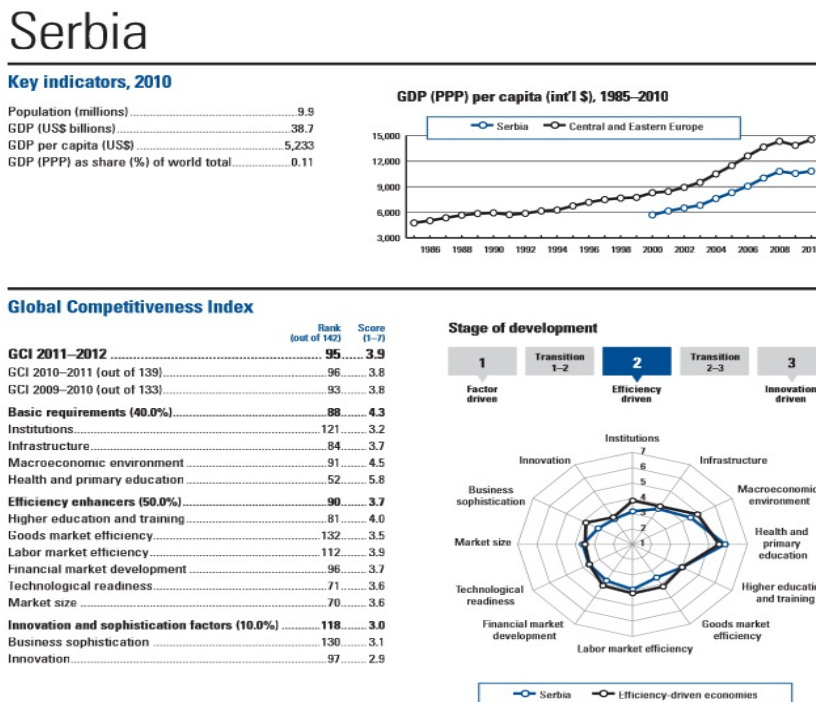 Serbia
Key indicators, 2010
Population (millions) 9.9
GDP (US$ billions) 38.7
GDP per capita (US$) 5,233
GDP (PPP) as share (%) of world total 0.11
GDP (PPP) per capita (int'l $), 1985–2010
Serbia Central and Eastern Europe
15,000
12,000
9,000
6,000
3,000
1986 1988 1990 1992 1994 1996 1998 2000 2002 2004 2006 2008 201
Global Competitiveness Index
Rank Score
(out of 142) (1–7)
GCI 2011–2012 95 3.9
GCI 2010–2011 (out of 139) 96 3.8
GCI 2009–2010 (out of 133) 93 3.8
Basic requirements (40.0%) 88 4.3
Institutions 121 3.2
Infrastructure 84 3.7
Macroeconomic environment 91 4.5
Health and primary education 52 5.8
Efficiency enhancers (50.0%) 90 3.7
Higher education and training 81 4.0
Goods market efficiency 132 3.5
Labor market efficiency 112 3.9
Financial market development 96 3.7
Technological readiness 71 3.6
Market size 70 3.6
Innovation and sophistication factors (10.0%) 118 3.0
Business sophistication 130 3.1
Innovation 97 2.9
Stage of development
1
Transition
1–2
2
Transition
2–3
3
Factor
driven
Efficiency
driven
Innovation
driven
Institutions
Infrastructure
Macroeconomic
environment
Health and
primary
education
Higher educatio
and training
Goods market
efficiency
Labor market efficiency
Financial market
development
Technological
readiness
Market size
Business
sophistication
Innovation
7
6
5
4
3
2
1
Serbia Efficiency-driven economies